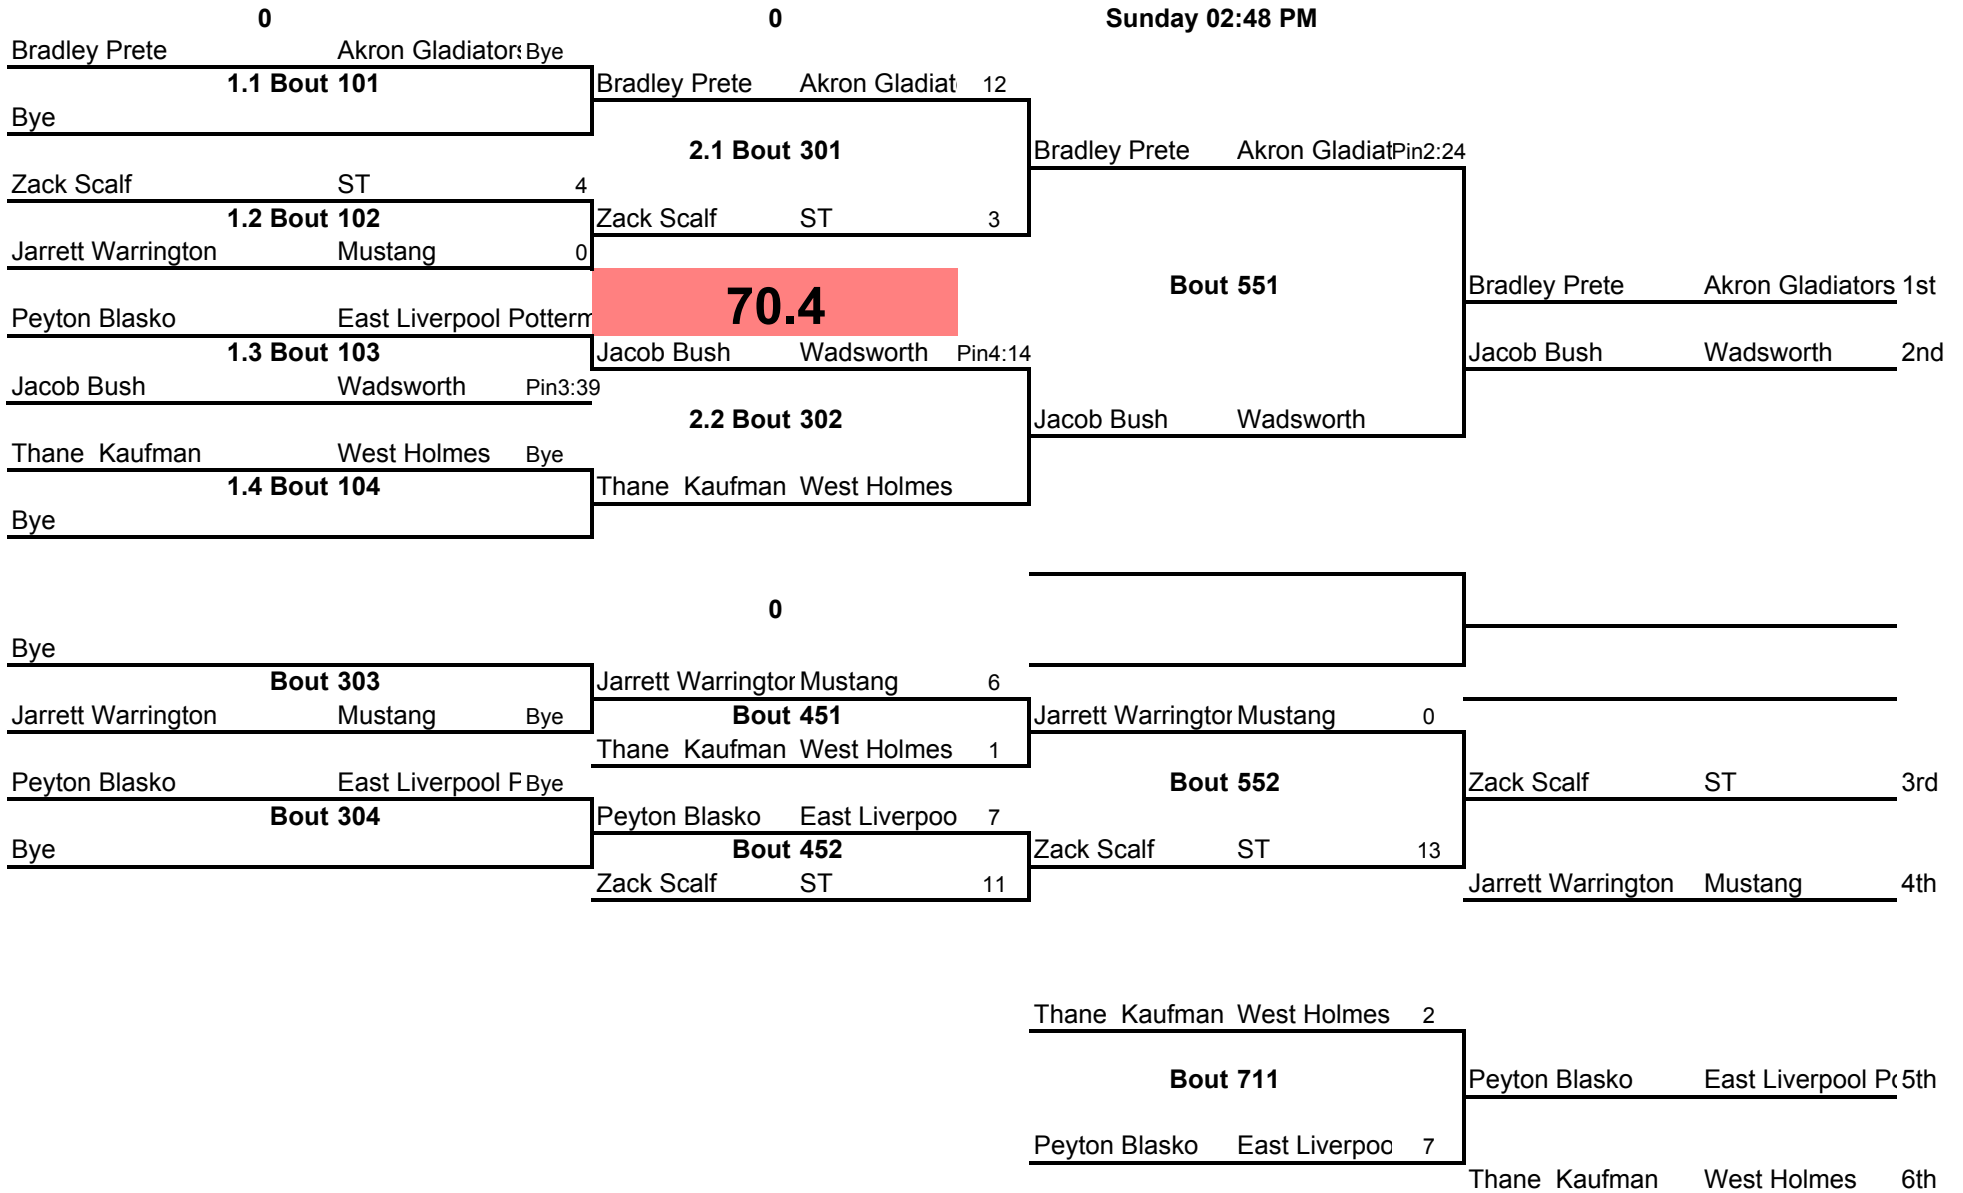 0 0 Sunday 02:48 PM
Bradley Prete Akron Gladiators Bye
1.1 Bout 101 Bradley Prete Akron Gladiat 12
Bye
2.1 Bout 301 Bradley Prete Akron Gladiat Pin2:24
Zack Scalf ST 4
1.2 Bout 102 Zack Scalf ST 3
Jarrett Warrington Mustang 0
Bout 551 Bradley Prete Akron Gladiators 1st
70.4
Peyton Blasko East Liverpool Potterm
1.3 Bout 103 Jacob Bush Wadsworth Pin4:14 Jacob Bush Wadsworth 2nd
Jacob Bush Wadsworth Pin3:39
2.2 Bout 302 Jacob Bush Wadsworth
Thane Kaufman West Holmes Bye
1.4 Bout 104 Thane Kaufman West Holmes
Bye
0
Bye
Bout 303 Jarrett Warringtor Mustang 6
Jarrett Warrington Mustang Bye Bout 451 Jarrett Warringtor Mustang 0
Thane Kaufman West Holmes 1
Peyton Blasko East Liverpool P Bye Bout 552 Zack Scalf ST 3rd
Bout 304 Peyton Blasko East Liverpoo 7
Bye Bout 452 Zack Scalf ST 13
Zack Scalf ST 11 Jarrett Warrington Mustang 4th
Thane Kaufman West Holmes 2
Bout 711 Peyton Blasko East Liverpool Po 5th
Peyton Blasko East Liverpoo 7
Thane Kaufman West Holmes 6th